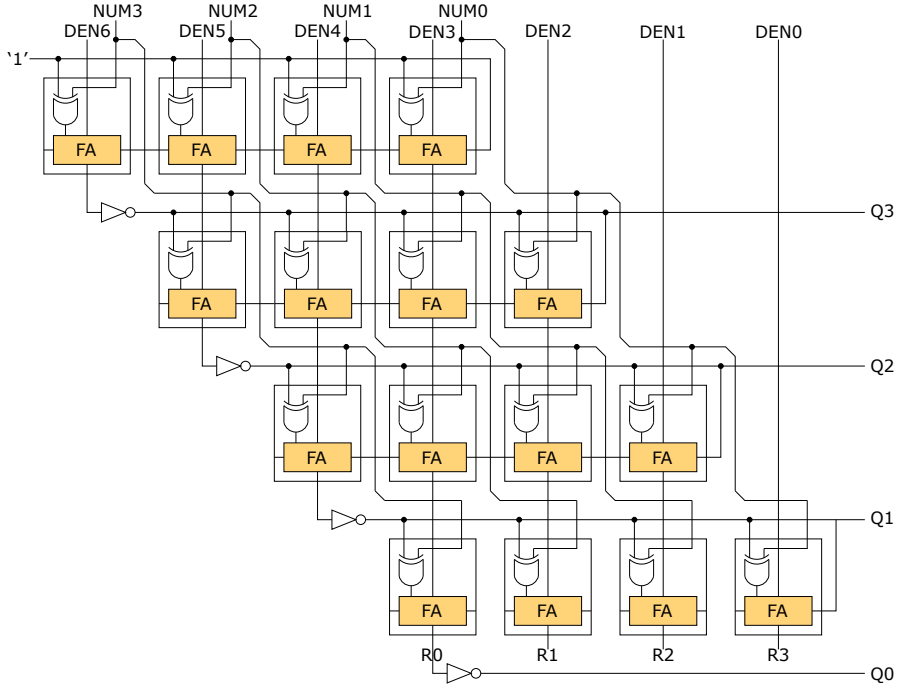 NUM3 NUM2 NUM1 NUM0
DEN6 DEN5 DEN4 DEN3 DEN2 DEN1 DEN0
‘1’
FA FA FA FA
Q3
FA FA FA FA
Q2
FA FA FA FA
Q1
FA FA FA FA
R0 R1 R2 R3
Q0